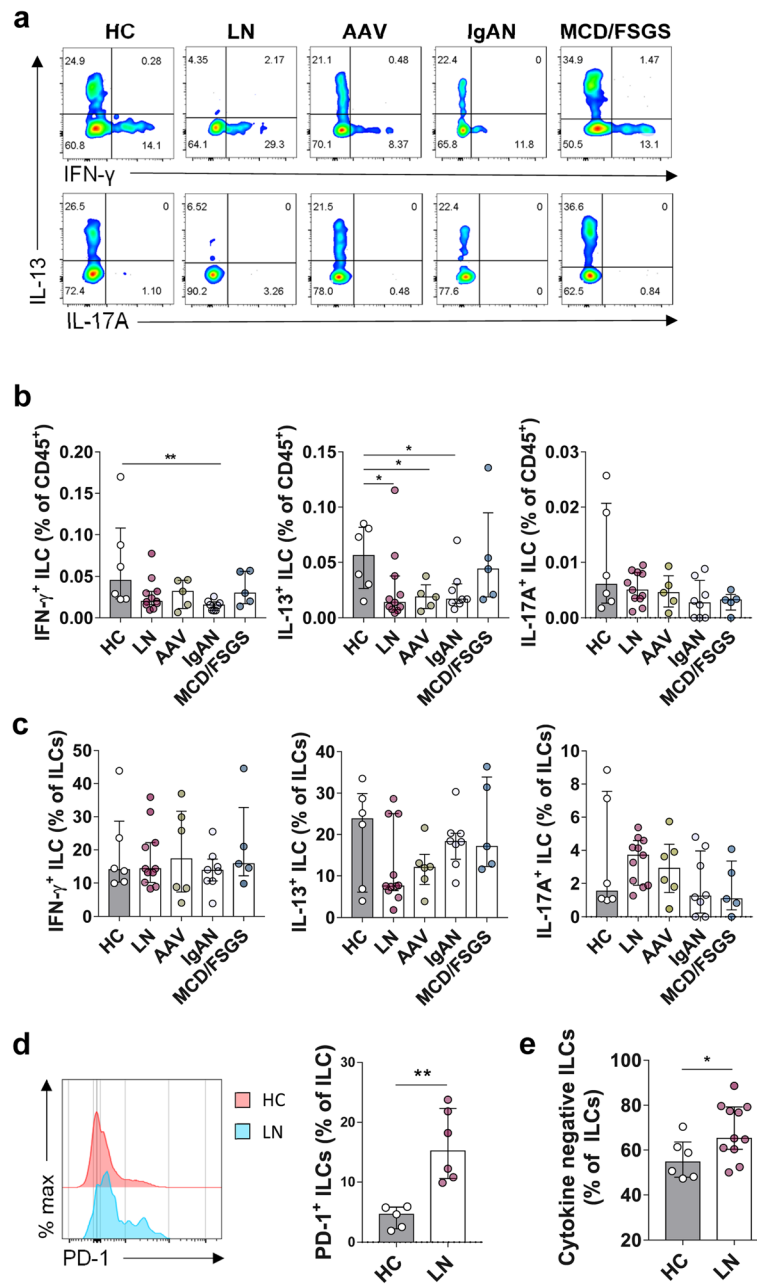 a
HC LN AAV IgAN MCD/FSGS
24.9 0.28 4.35 2.17 21.1 0.48 22.4 0 34.9 1.47
60.8 14.1 64.1 29.3 70.1 8.37 65.8 11.8 50.5 13.1
IFN-γ
26.5 0 6.52 0 21.5 0 22.4 0 36.6 0
72.4 1.10 90.2 3.26 78.0 0.48 77.6 0 62.5 0.84
IL-13
IL-17A
b
IFN-γ⁺ ILC (% of CD45⁺)
0.20
0.15
0.10
0.05
0.00
**
HC LN AAV IgAN MCD/FSGS
IL-13⁺ ILC (% of CD45⁺)
0.15
0.10
0.05
0.00
*
*
*
HC LN AAV IgAN MCD/FSGS
IL-17A⁺ ILC (% of CD45⁺)
0.03
0.02
0.01
0.00
HC LN AAV IgAN MCD/FSGS
c
IFN-γ⁺ ILC (% of ILCs)
50
40
30
20
10
0
HC LN AAV IgAN MCD/FSGS
IL-13⁺ ILC (% of ILCs)
40
30
20
10
0
HC LN AAV IgAN MCD/FSGS
IL-17A⁺ ILC (% of ILCs)
10
8
6
4
2
0
HC LN AAV IgAN MCD/FSGS
d
% max
PD-1
HC
LN
PD-1⁺ ILCs (% of ILC)
30
20
10
0
**
HC LN
e
Cytokine negative ILCs
(% of ILCs)
100
80
60
40
20
*
HC LN